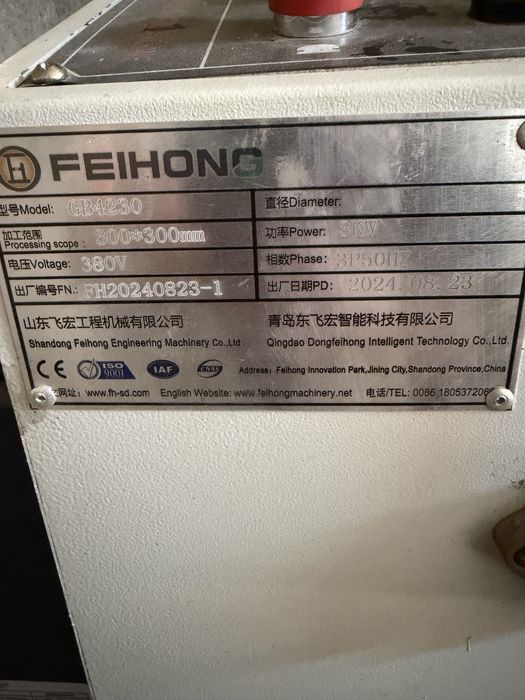 FEIHONG
型号Model: GB4230
直径Diameter: /
加工范围
Processing scope : 300*300mm
功率Power: 3KW
电压Voltage: 380V
相数Phase: 3P50HZ
出厂编号FN.: FH20240823-1
出厂日期PD: 2024.08.23
山东飞宏工程机械有限公司
青岛东飞宏智能科技有限公司
Shandong Feihong Engineering Machinery Co.,Ltd
Qingdao Dongfeihong Intelligent Technology Co.,Ltd.
CE ISO 9001 IAF CNAS Address: Feihong Innovation Park,Jining City,Shandong Province,China
文网址: www.fh-sd.com English Website: www.feihongmachinery.net 电话/TEL: 0086 180537206